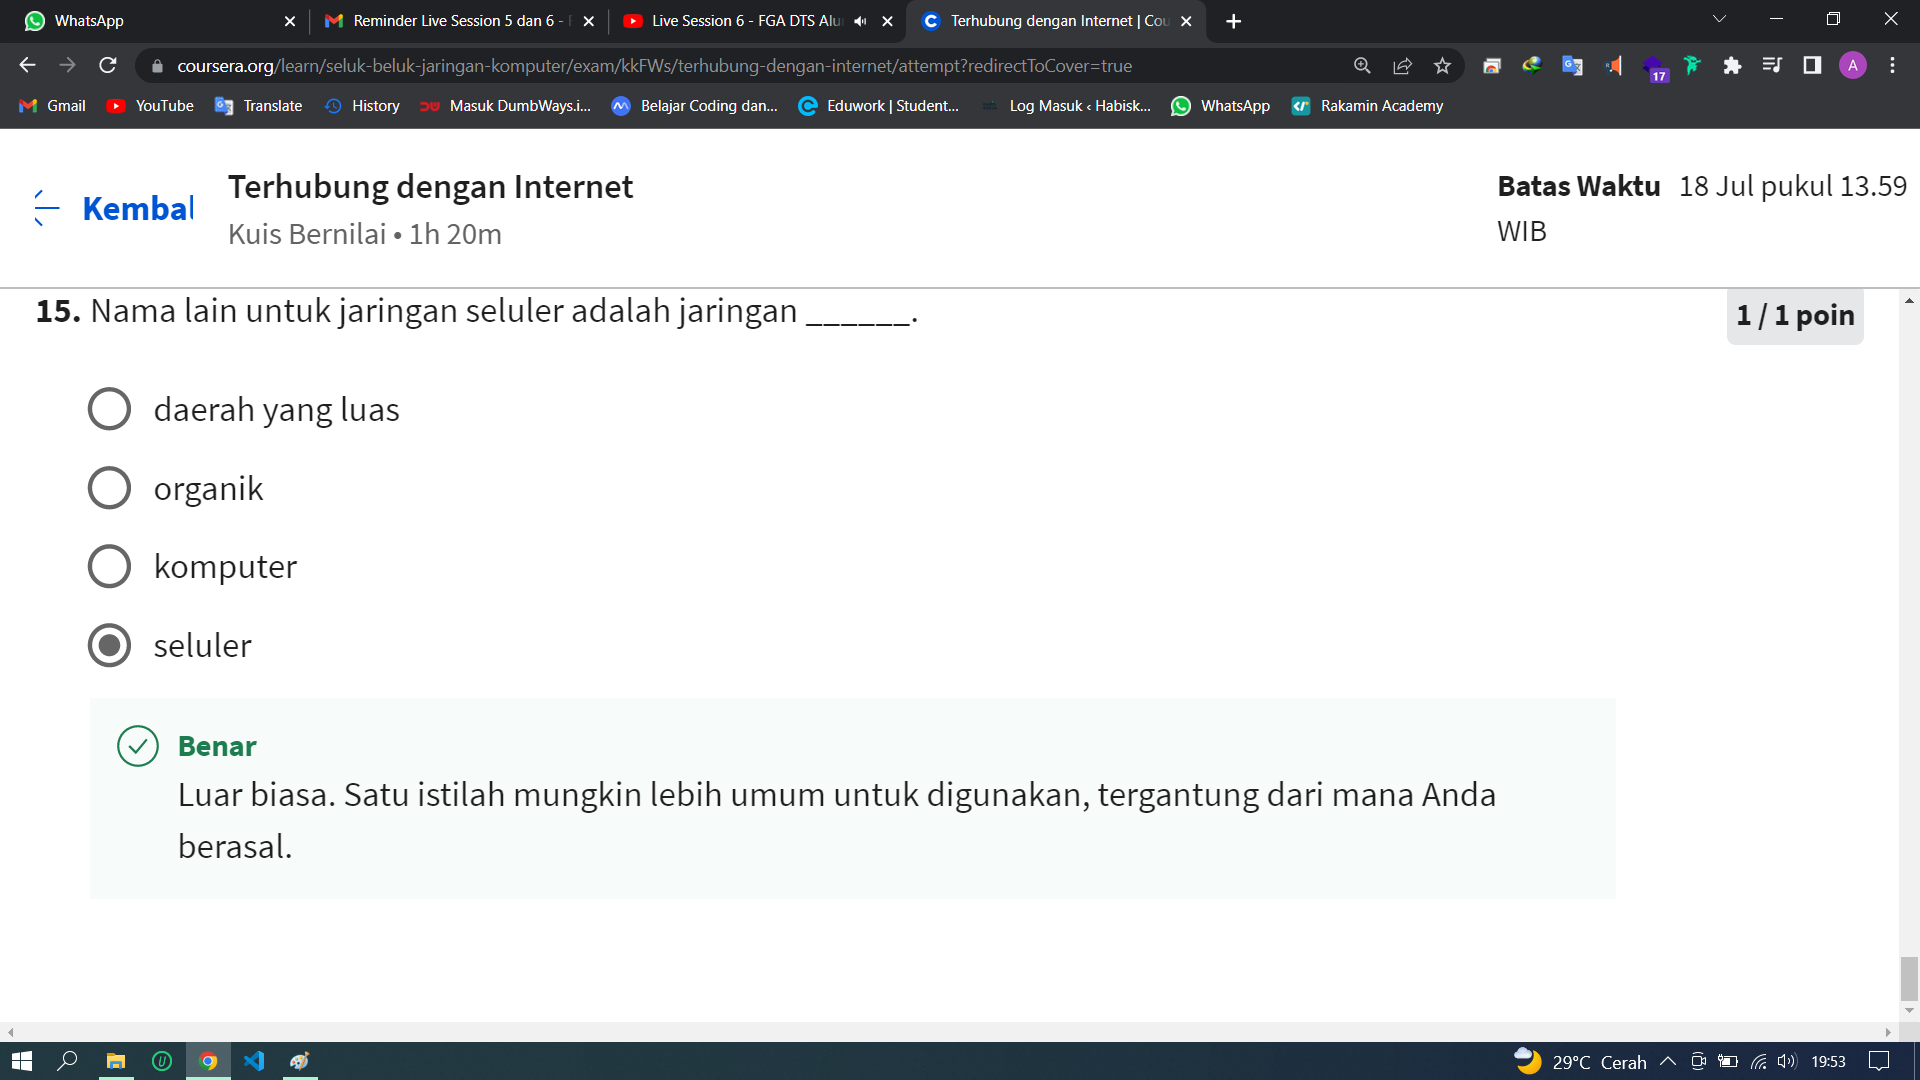 WhatsApp
Reminder Live Session 5 dan 6 -
Live Session 6 - FGA DTS Alu
Terhubung dengan Internet | Cou
coursera.org/learn/seluk-beluk-jaringan-komputer/exam/kkFWs/terhubung-dengan-internet/attempt?redirectToCover=true
17
A
Gmail
YouTube
Translate
History
Masuk DumbWays.i...
Belajar Coding dan...
Eduwork | Student...
Log Masuk ‹ Habisk...
WhatsApp
Rakamin Academy
Kembal
Terhubung dengan Internet
Kuis Bernilai • 1h 20m
Batas Waktu 18 Jul pukul 13.59
WIB
15. Nama lain untuk jaringan seluler adalah jaringan ______.
1 / 1 poin
daerah yang luas
organik
komputer
seluler
Benar
Luar biasa. Satu istilah mungkin lebih umum untuk digunakan, tergantung dari mana Anda
berasal.
29°C Cerah
19:53